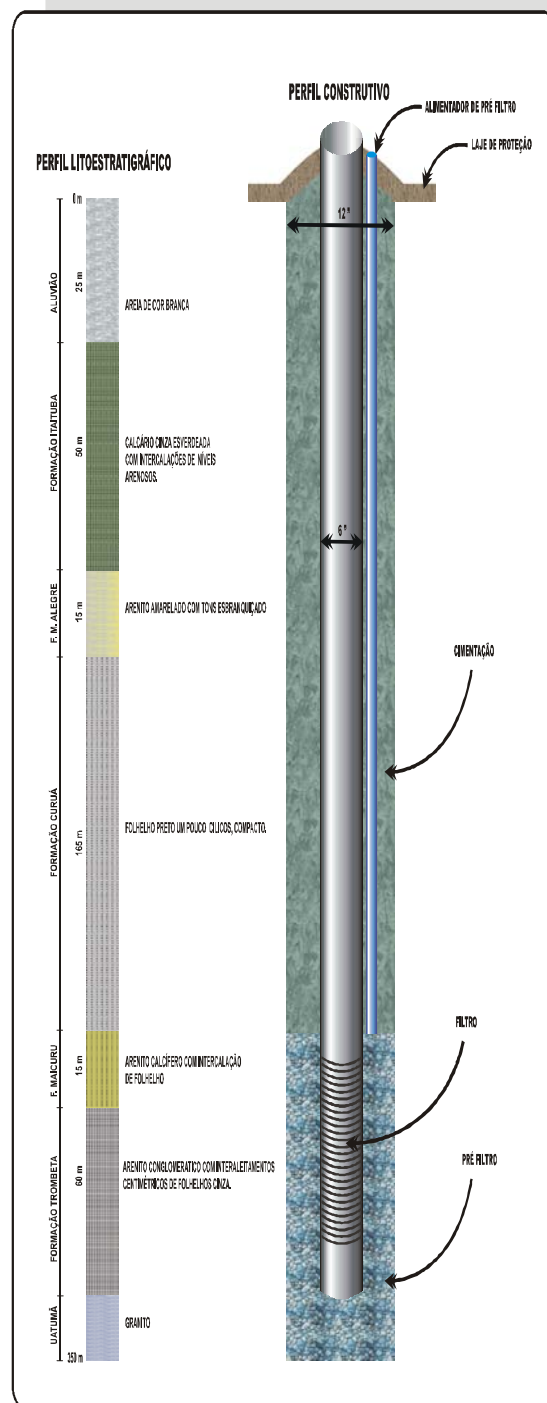 PERFIL CONSTRUTIVO
ALIMENTADOR DE PRÉ FILTRO
LAJE DE PROTEÇÃO
PERFIL LITOESTRATIGRÁFICO
0 m
12 "
ALUVIÃO
25 m
AREIA DE COR BRANCA
FORMAÇÃO ITAITUBA
60 m
CALCÁRIO CINZA ESVERDEADA
COM INTERCALAÇÕES DE NÍVEIS
ARENOSOS.
6 "
F. M. ALEGRE
15 m
ARENITO AMARELADO COM TONS ESBRANQUIÇADO
CIMENTAÇÃO
FORMAÇÃO CURUÁ
165 m
FOLHELHO PRETO UM POUCO CÍLICOS, COMPACTO.
F. MAICURU
15 m
ARENITO CALCÍFERO COM INTERCALAÇÃO
DE FOLHELHO
FILTRO
FORMAÇÃO TROMBETA
60 m
ARENITO CONGLOMERATICO COM INTERALEITAMENTOS
CENTIMÉTRICOS DE FOLHELHOS CINZA.
PRÉ FILTRO
UATUMÃ
GRANITO
350 m